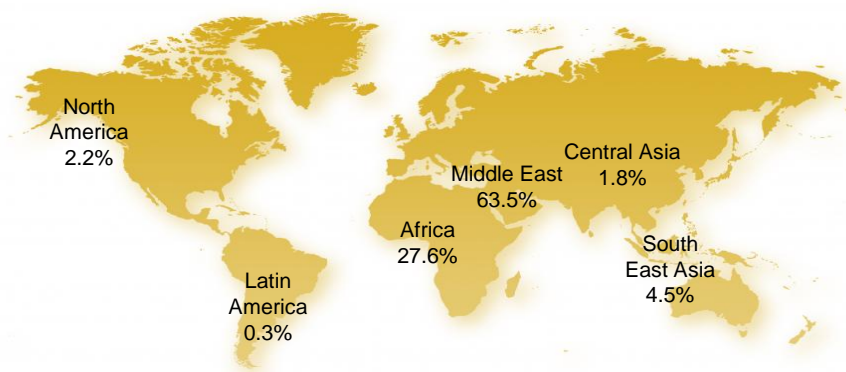 North
America
2.2%
Central Asia
1.8%
Middle East
63.5%
Africa
27.6%
South
East Asia
4.5%
Latin
America
0.3%